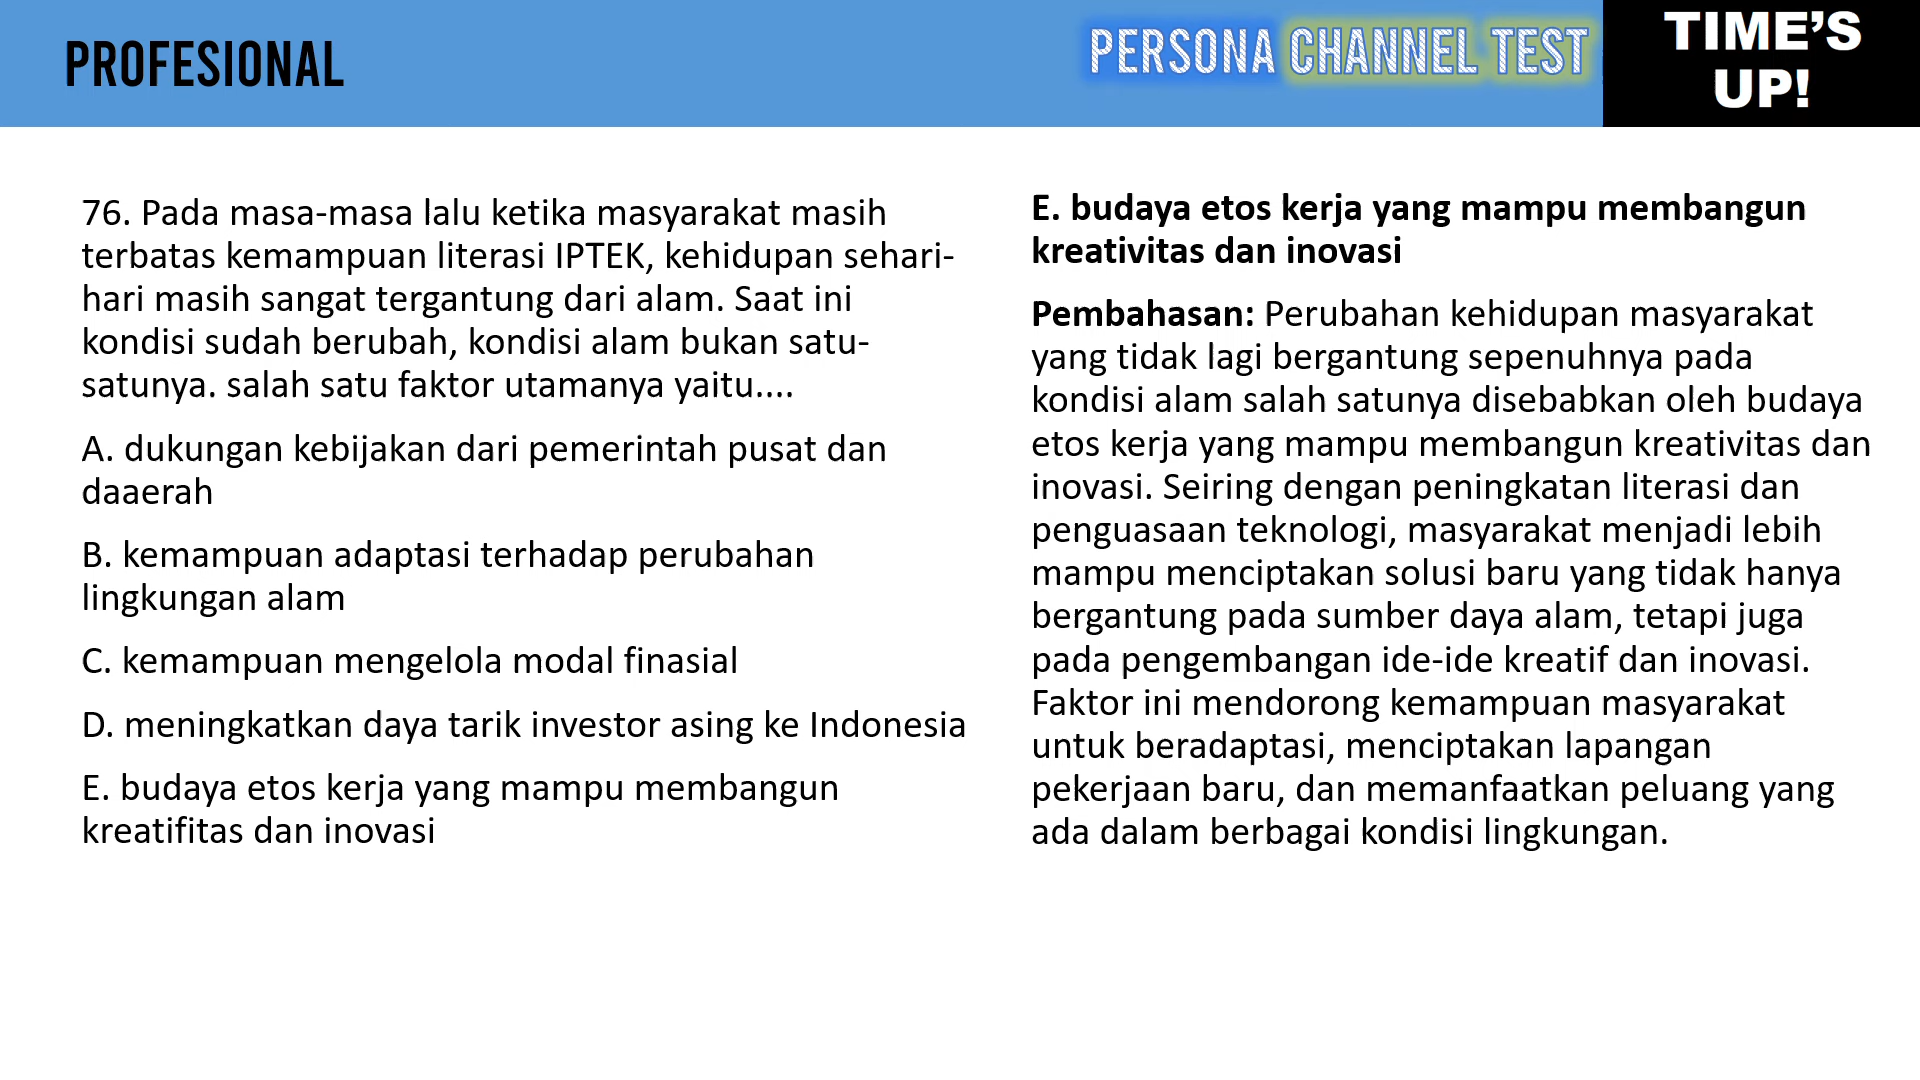 PROFESIONAL
PERSONA CHANNEL TEST
TIME’S
UP!
76. Pada masa-masa lalu ketika masyarakat masih
terbatas kemampuan literasi IPTEK, kehidupan sehari-
hari masih sangat tergantung dari alam. Saat ini
kondisi sudah berubah, kondisi alam bukan satu-
satunya. salah satu faktor utamanya yaitu....
A. dukungan kebijakan dari pemerintah pusat dan
daaerah
B. kemampuan adaptasi terhadap perubahan
lingkungan alam
C. kemampuan mengelola modal finasial
D. meningkatkan daya tarik investor asing ke Indonesia
E. budaya etos kerja yang mampu membangun
kreatifitas dan inovasi
E. budaya etos kerja yang mampu membangun
kreativitas dan inovasi
Pembahasan: Perubahan kehidupan masyarakat
yang tidak lagi bergantung sepenuhnya pada
kondisi alam salah satunya disebabkan oleh budaya
etos kerja yang mampu membangun kreativitas dan
inovasi. Seiring dengan peningkatan literasi dan
penguasaan teknologi, masyarakat menjadi lebih
mampu menciptakan solusi baru yang tidak hanya
bergantung pada sumber daya alam, tetapi juga
pada pengembangan ide-ide kreatif dan inovasi.
Faktor ini mendorong kemampuan masyarakat
untuk beradaptasi, menciptakan lapangan
pekerjaan baru, dan memanfaatkan peluang yang
ada dalam berbagai kondisi lingkungan.